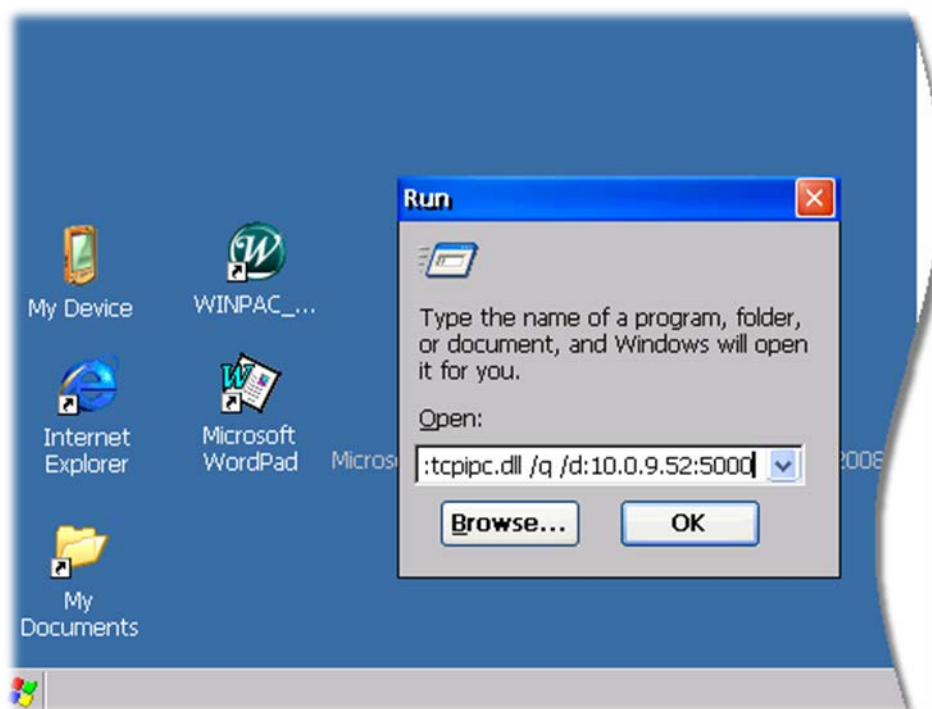 My Device
WINPAC_...
Internet
Explorer
Microsoft
WordPad
My
Documents
Micros
2008
Run
Type the name of a program, folder,
or document, and Windows will open
it for you.
Open:
:tcpipc.dll /q /d:10.0.9.52:5000
Browse...
OK